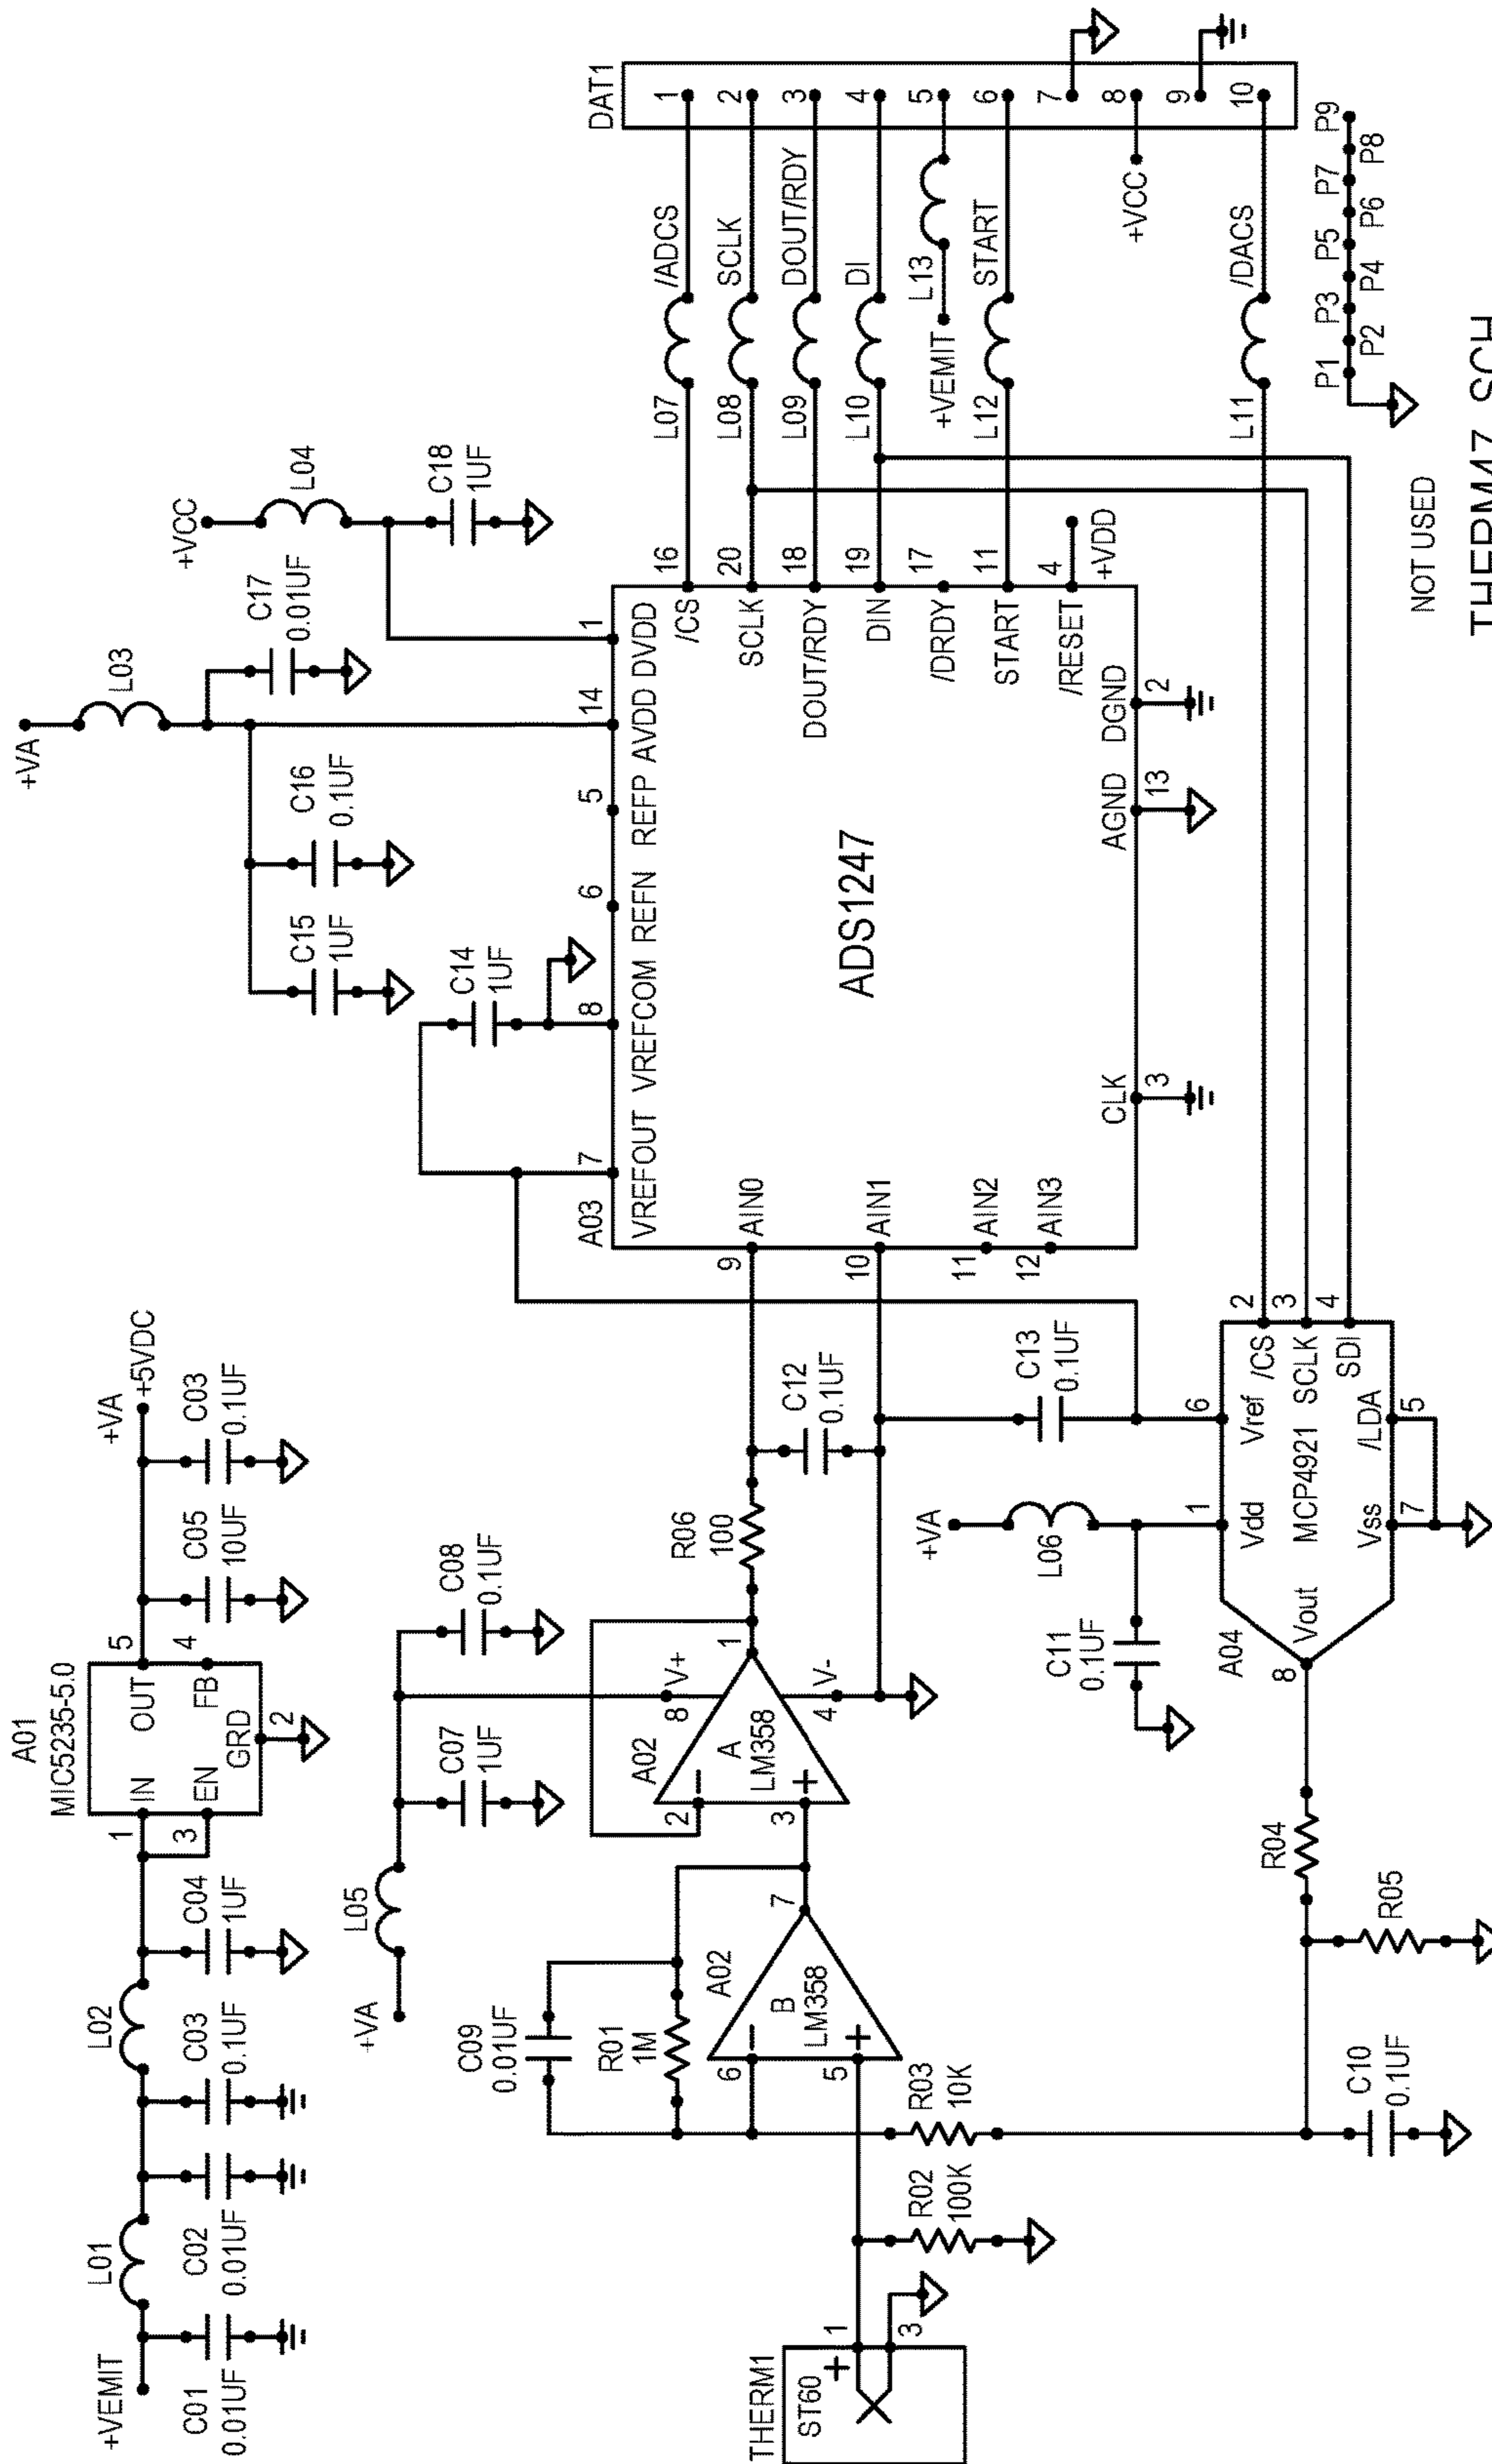 +VEMIT
L01
L02
C01
0.01UF
C02
0.01UF
C03
0.1UF
C04
1UF
A01
MIC5235-5.0
1
IN
OUT
5
3
EN
FB
4
GRD
2
+VA
+5VDC
C05
10UF
C03
0.1UF
+VA
L05
C07
1UF
C08
0.1UF
8
V+
A02
A
LM358
2
3
1
4
V-
R06
100
C12
0.1UF
C09
0.01UF
R01
1M
A02
B
LM358
6
5
7
THERM1
ST60
+
1
3
R02
100K
R03
10K
C10
0.1UF
R04
R05
+VA
L06
C11
0.1UF
C13
0.1UF
A04
8
Vout
1
Vdd
6
Vref
MCP4921
/CS
2
SCLK
3
SDI
4
Vss
7
/LDA
5
A03
7
VREFOUT
8
VREFCOM
6
REFN
5
REFP
14
AVDD
1
DVDD
C14
1UF
C15
1UF
C16
0.1UF
+VA
L03
C17
0.01UF
+VCC
L04
C18
1UF
ADS1247
9
AIN0
10
AIN1
11
AIN2
12
AIN3
CLK
3
AGND
13
DGND
2
/CS
16
SCLK
20
DOUT/RDY
18
DIN
19
/DRDY
17
START
11
/RESET
4
+VDD
L07
/ADCS
L08
SCLK
L09
DOUT/RDY
L10
DI
+VEMIT
L13
L12
START
+VCC
L11
/DACS
DAT1
1
2
3
4
5
6
7
8
9
10
P1
P2
P3
P4
P5
P6
P7
P8
P9
NOT USED